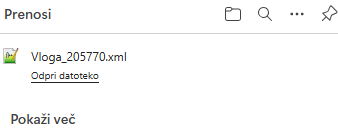 Prenosi
Vloga_205770.xml
Odpri datoteko
Pokaži več